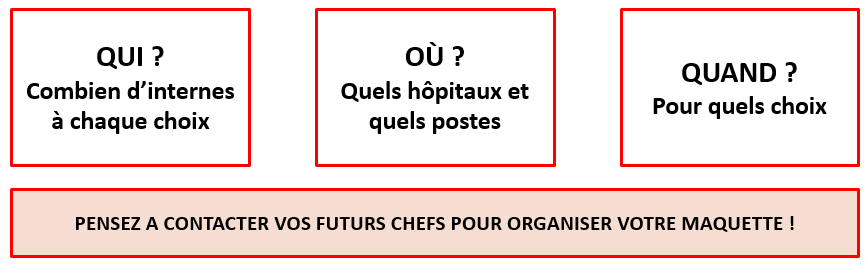 QUI ?
Combien d’internes
à chaque choix
OÙ ?
Quels hôpitaux et
quels postes
QUAND ?
Pour quels choix
PENSEZ A CONTACTER VOS FUTURS CHEFS POUR ORGANISER VOTRE MAQUETTE !